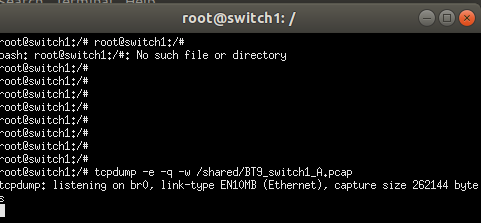 Search Terminal Help
root@switch1: /
root@switch1:/# root@switch1:/#
bash: root@switch1:/#: No such file or directory
root@switch1:/#
root@switch1:/#
root@switch1:/#
root@switch1:/#
root@switch1:/#
root@switch1:/#
root@switch1:/#
root@switch1:/# tcpdump -e -q -w /shared/BT9_switch1_A.pcap
tcpdump: listening on br0, link-type EN10MB (Ethernet), capture size 262144 byte
s